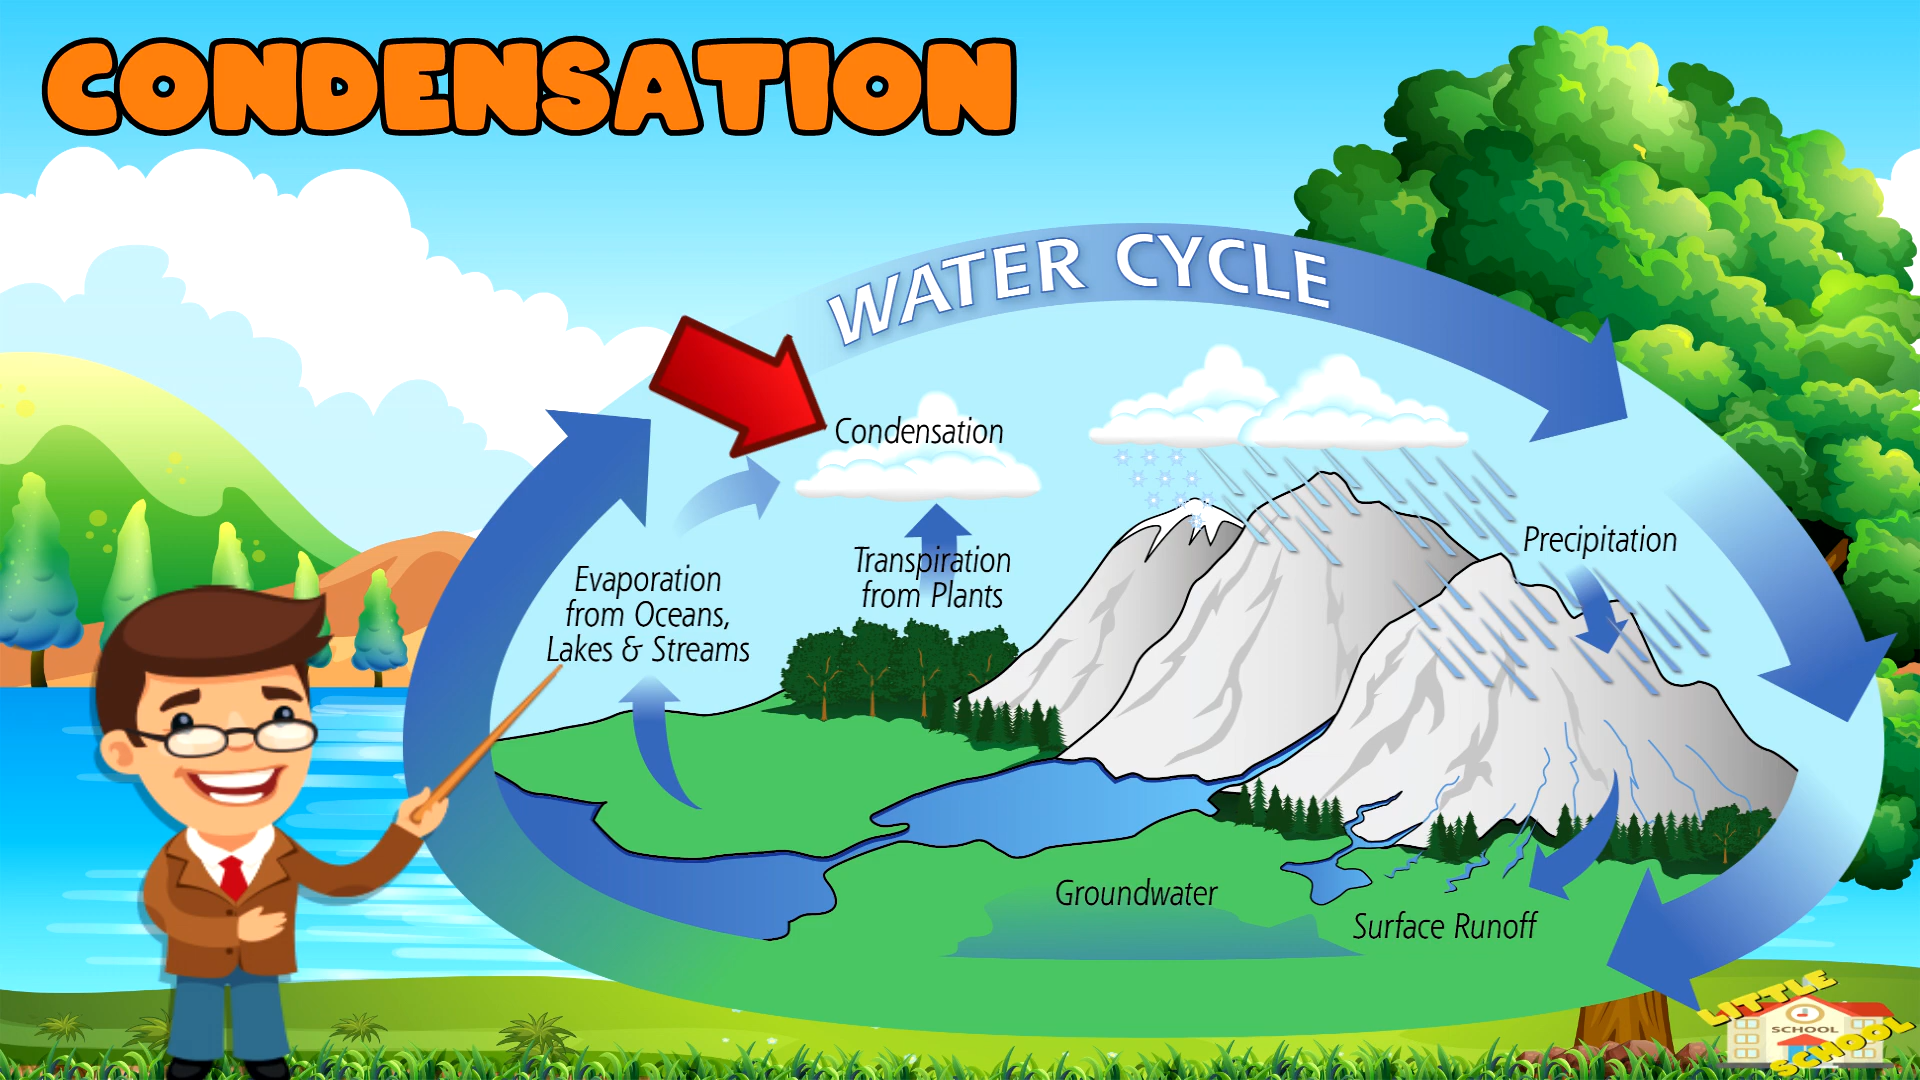 CONDENSATION
WATER CYCLE
Condensation
Precipitation
Transpiration
from Plants
Evaporation
from Oceans,
Lakes & Streams
Groundwater
Surface Runoff
LITTLE
SCHOOL
SCHOOL